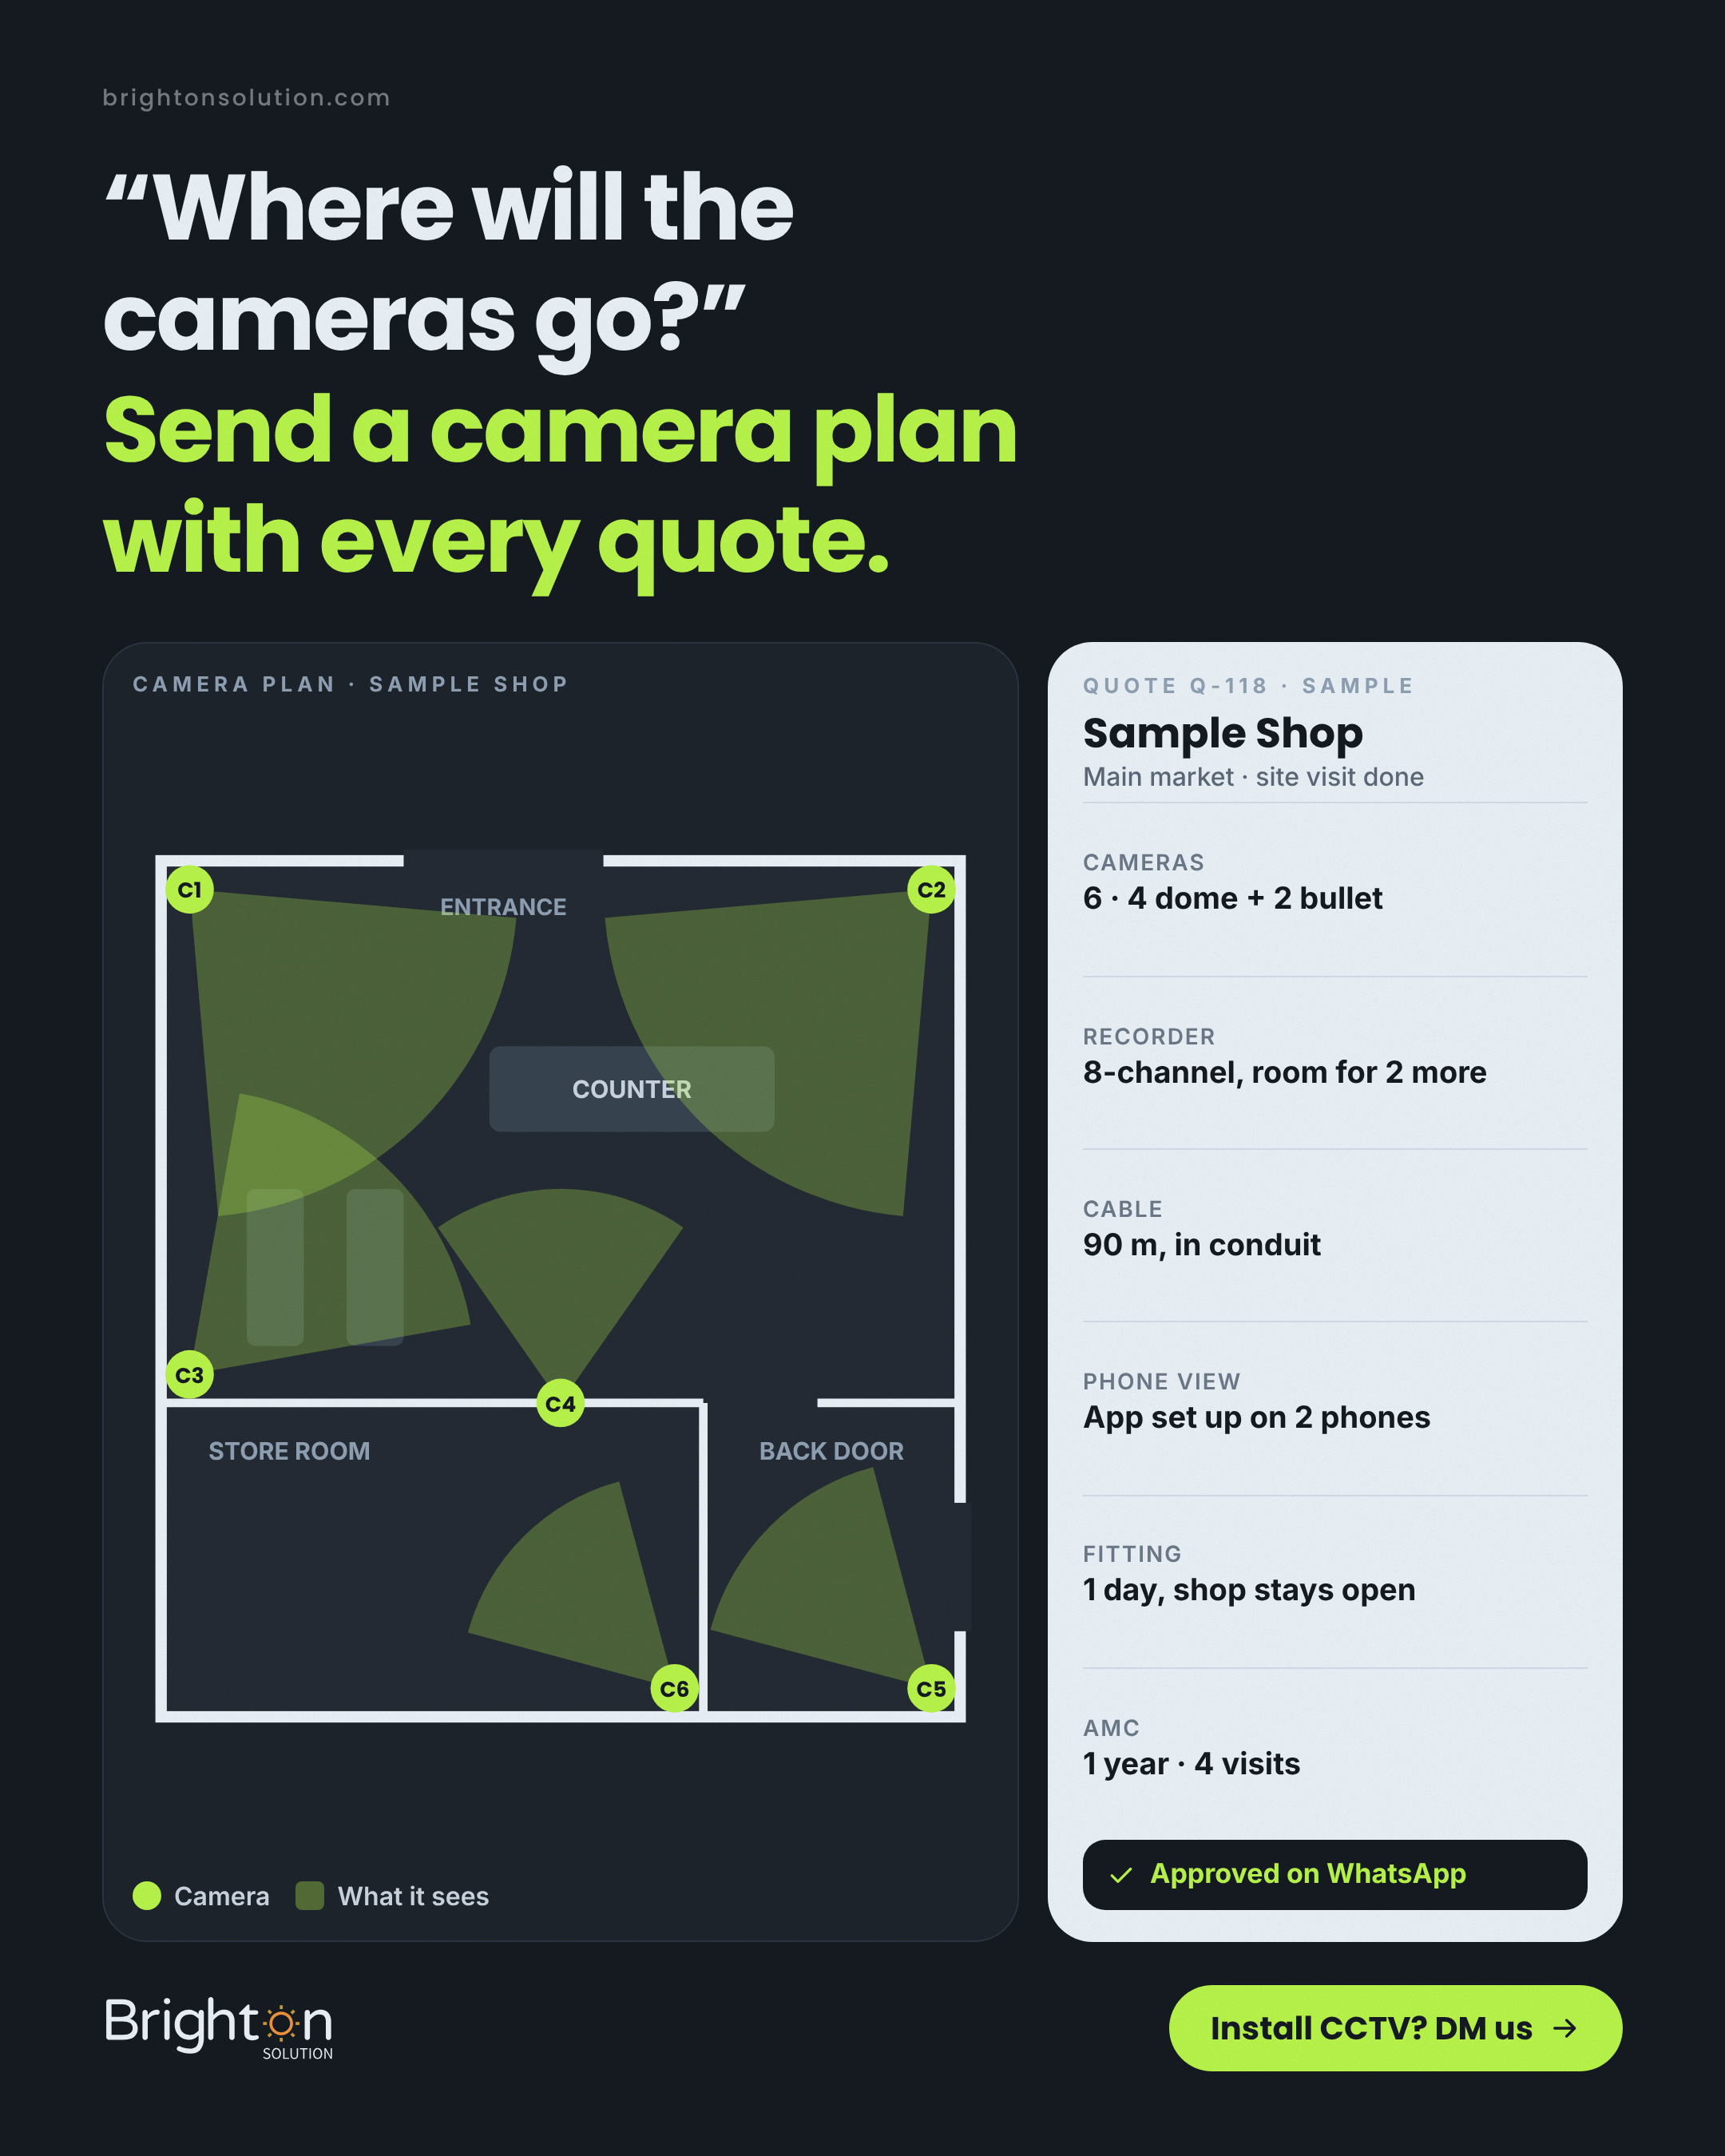 brightonsolution.com
“Where will the
cameras go?”
Send a camera plan
with every quote.
CAMERA PLAN · SAMPLE SHOP
C1
ENTRANCE
C2
COUNTER
C3
C4
STORE ROOM
BACK DOOR
C6
C5
Camera
What it sees
QUOTE Q-118 · SAMPLE
Sample Shop
Main market · site visit done
CAMERAS
6 · 4 dome + 2 bullet
RECORDER
8-channel, room for 2 more
CABLE
90 m, in conduit
PHONE VIEW
App set up on 2 phones
FITTING
1 day, shop stays open
AMC
1 year · 4 visits
✓ Approved on WhatsApp
Brighton
SOLUTION
Install CCTV? DM us →